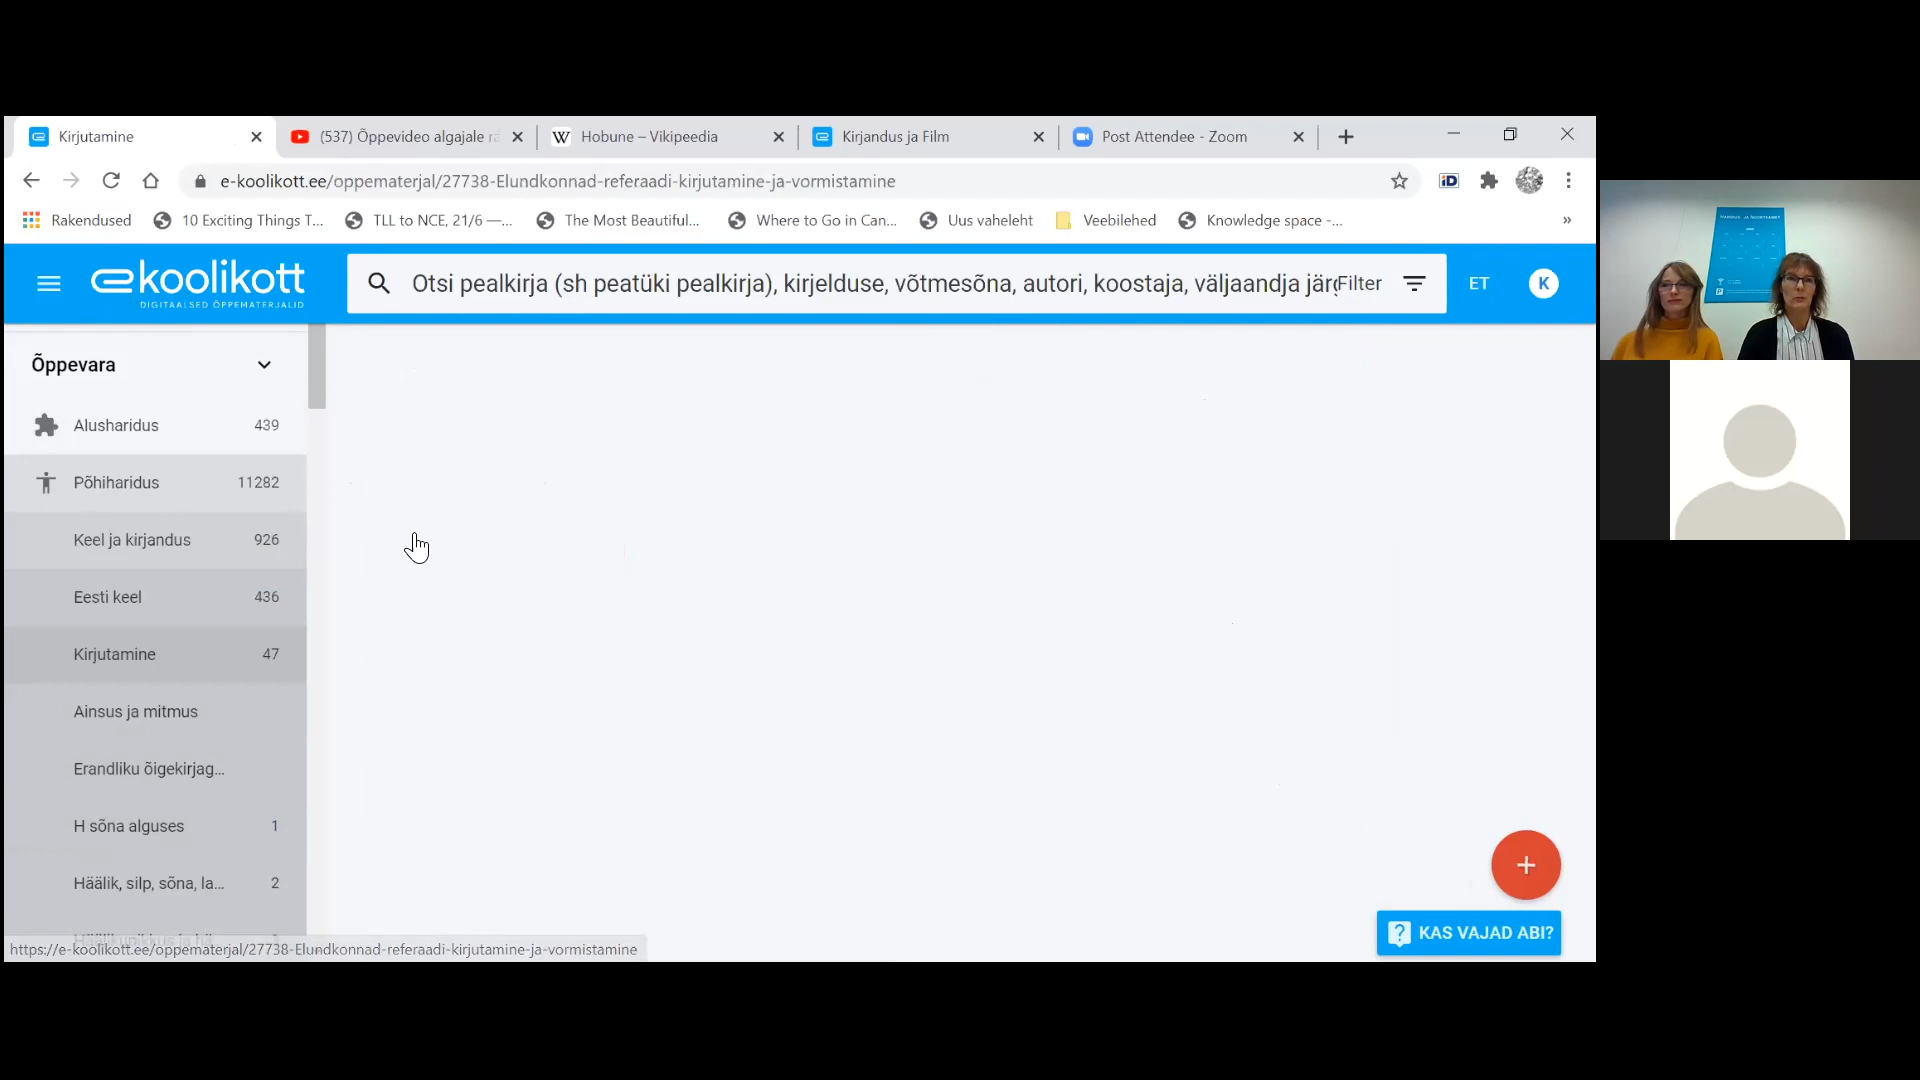 Kirjutamine
(537) Õppevideo algajale rä
Hobune – Vikipeedia
Kirjandus ja Film
Post Attendee - Zoom
e-koolikott.ee/oppematerjal/27738-Elundkonnad-referaadi-kirjutamine-ja-vormistamine
iD
Rakendused
10 Exciting Things T...
TLL to NCE, 21/6 —...
The Most Beautiful...
Where to Go in Can...
Uus vaheleht
Veebilehed
Knowledge space -...
»
ekoolikott
DIGITAALSED ÕPPEMATERJALID
Otsi pealkirja (sh peatüki pealkirja), kirjelduse, võtmesõna, autori, koostaja, väljaandja järg
Filter
ET
K
Õppevara
Alusharidus 439
Põhiharidus 11282
Keel ja kirjandus 926
Eesti keel 436
Kirjutamine 47
Ainsus ja mitmus
Erandliku õigekirjag...
H sõna alguses 1
Häälik, silp, sõna, la... 2
https://e-koolikott.ee/oppematerjal/27738-Elundkonnad-referaadi-kirjutamine-ja-vormistamine
KAS VAJAD ABI?